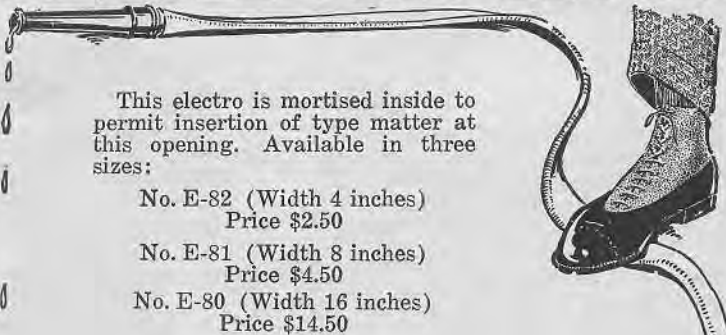 This electro is mortised inside to
permit insertion of type matter at
this opening. Available in three
sizes:
No. E-82 (Width 4 inches)
Price $2.50
No. E-81 (Width 8 inches)
Price $4.50
No. E-80 (Width 16 inches)
Price $14.50